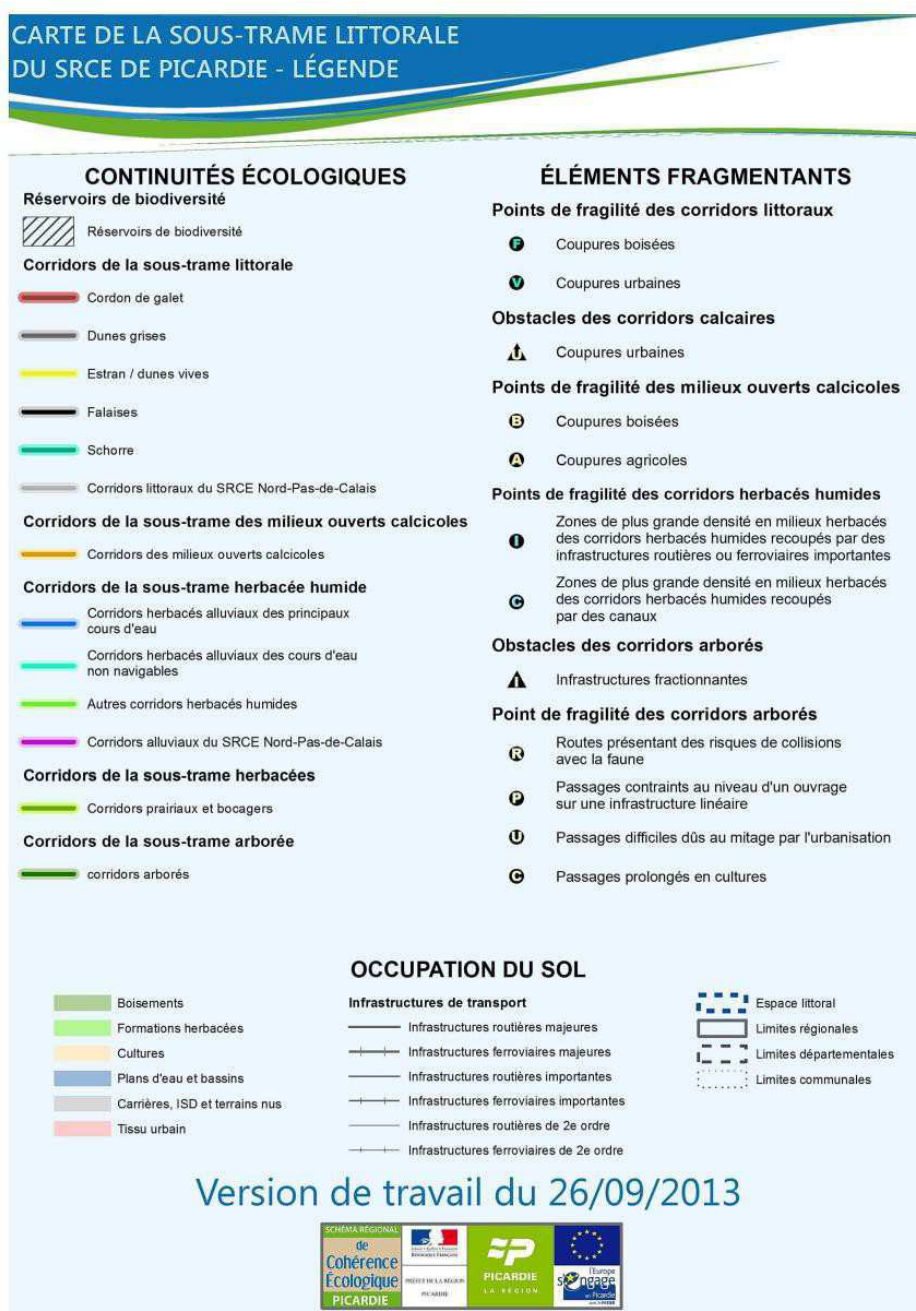 CARTE DE LA SOUS-TRAME LITTORALE
DU SRCE DE PICARDIE - LÉGENDE
CONTINUITÉS ÉCOLOGIQUES
Réservoirs de biodiversité
Réservoirs de biodiversité
Corridors de la sous-trame littorale
Cordon de galet
Dunes grises
Estran / dunes vives
Falaises
Schorre
Corridors littoraux du SRCE Nord-Pas-de-Calais
Corridors de la sous-trame des milieux ouverts calcicoles
Corridors des milieux ouverts calcicoles
Corridors de la sous-trame herbacée humide
Corridors herbacés alluviaux des principaux
cours d'eau
Corridors herbacés alluviaux des cours d'eau
non navigables
Autres corridors herbacés humides
Corridors alluviaux du SRCE Nord-Pas-de-Calais
Corridors de la sous-trame herbacées
Corridors prairiaux et bocagers
Corridors de la sous-trame arborée
corridors arborés
ÉLÉMENTS FRAGMENTANTS
Points de fragilité des corridors littoraux
F Coupures boisées
V Coupures urbaines
Obstacles des corridors calcaires
U Coupures urbaines
Points de fragilité des milieux ouverts calcicoles
B Coupures boisées
A Coupures agricoles
Points de fragilité des corridors herbacés humides
Zones de plus grande densité en milieux herbacés
I des corridors herbacés humides recoupés par des
infrastructures routières ou ferroviaires importantes
Zones de plus grande densité en milieux herbacés
C des corridors herbacés humides recoupés
par des canaux
Obstacles des corridors arborés
I Infrastructures fractionnantes
Point de fragilité des corridors arborés
R Routes présentant des risques de collisions
avec la faune
P Passages contraints au niveau d'un ouvrage
sur une infrastructure linéaire
U Passages difficiles dûs au mitage par l'urbanisation
C Passages prolongés en cultures
OCCUPATION DU SOL
Boisements
Formations herbacées
Cultures
Plans d'eau et bassins
Carrières, ISD et terrains nus
Tissu urbain
Infrastructures de transport
Infrastructures routières majeures
Infrastructures ferroviaires majeures
Infrastructures routières importantes
Infrastructures ferroviaires importantes
Infrastructures routières de 2e ordre
Infrastructures ferroviaires de 2e ordre
Espace littoral
Limites régionales
Limites départementales
Limites communales
Version de travail du 26/09/2013
SCHÉMA RÉGIONAL
de
Cohérence
Écologique
PICARDIE
RÉPUBLIQUE FRANÇAISE
PRÉFET DE LA RÉGION
PICARDIE
PICARDIE
LA RÉGION
l'Europe
s'engage
en Picardie